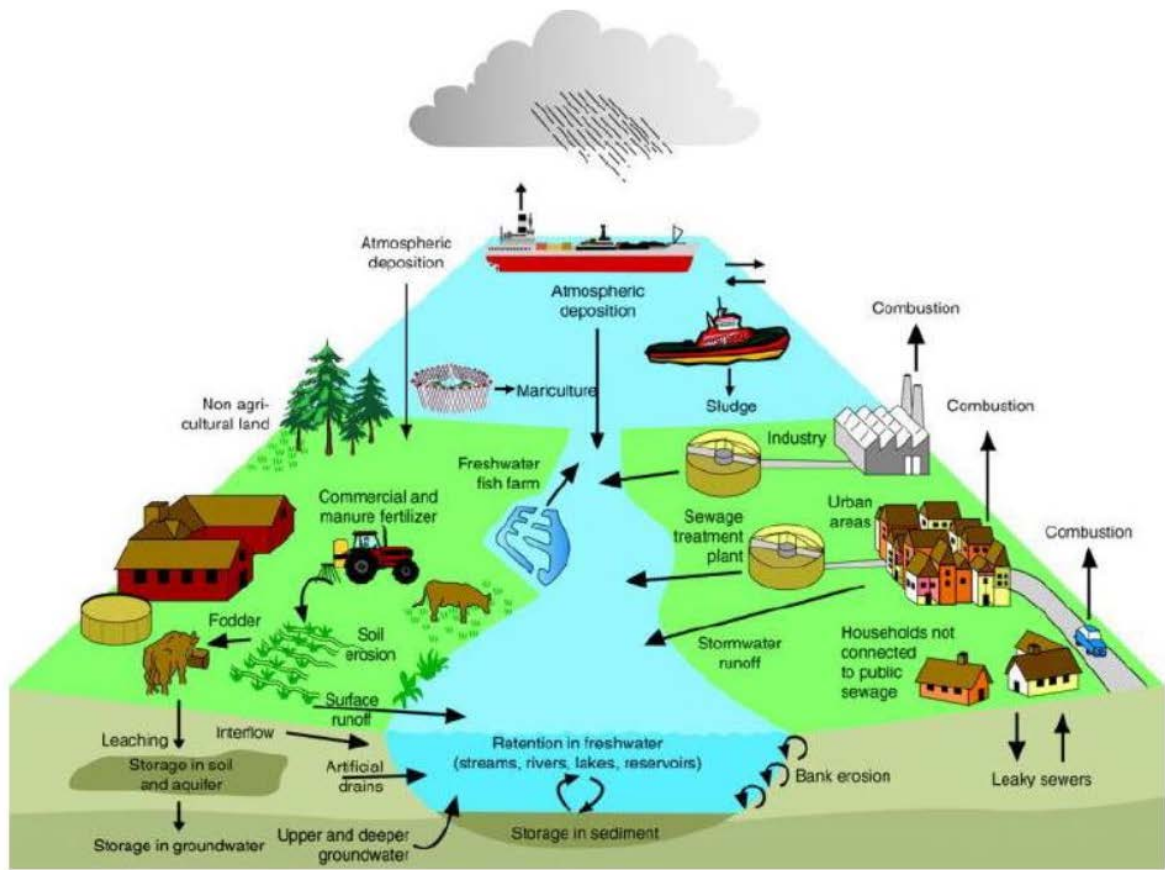 Atmospheric
deposition
Atmospheric
deposition
Combustion
Mariculture
Sludge
Non agri-
cultural land
Combustion
Industry
Freshwater
fish farm
Commercial and
manure fertilizer
Urban
areas
Sewage
treatment
plant
Combustion
Fodder
Soil
erosion
Stormwater
runoff
Households not
connected
to public
sewage
Surface
runoff
Leaching
Interflow
Retention in freshwater
(streams, rivers, lakes, reservoirs)
Storage in soil
and aquifer
Artificial
drains
Bank erosion
Leaky sewers
Storage in groundwater
Upper and deeper
groundwater
Storage in sediment